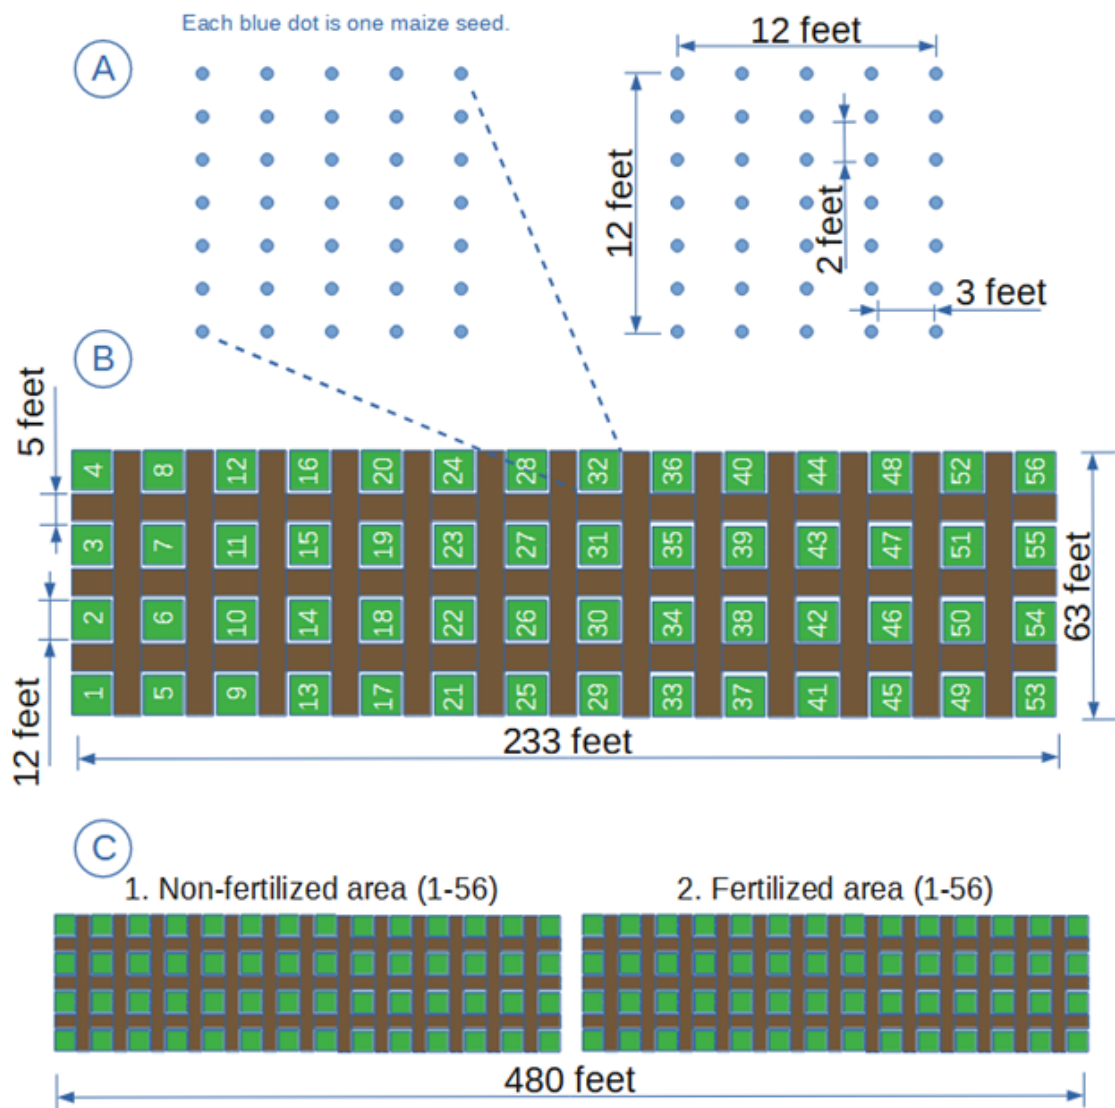 Each blue dot is one maize seed.
A
12 feet
12 feet
2 feet
3 feet
B
5 feet
4 8 12 16 20 24 28 32 36 40 44 48 52 56
3 7 11 15 19 23 27 31 35 39 43 47 51 55
2 6 10 14 18 22 26 30 34 38 42 46 50 54
1 5 9 13 17 21 25 29 33 37 41 45 49 53
12 feet
63 feet
233 feet
C
1. Non-fertilized area (1-56)
2. Fertilized area (1-56)
480 feet